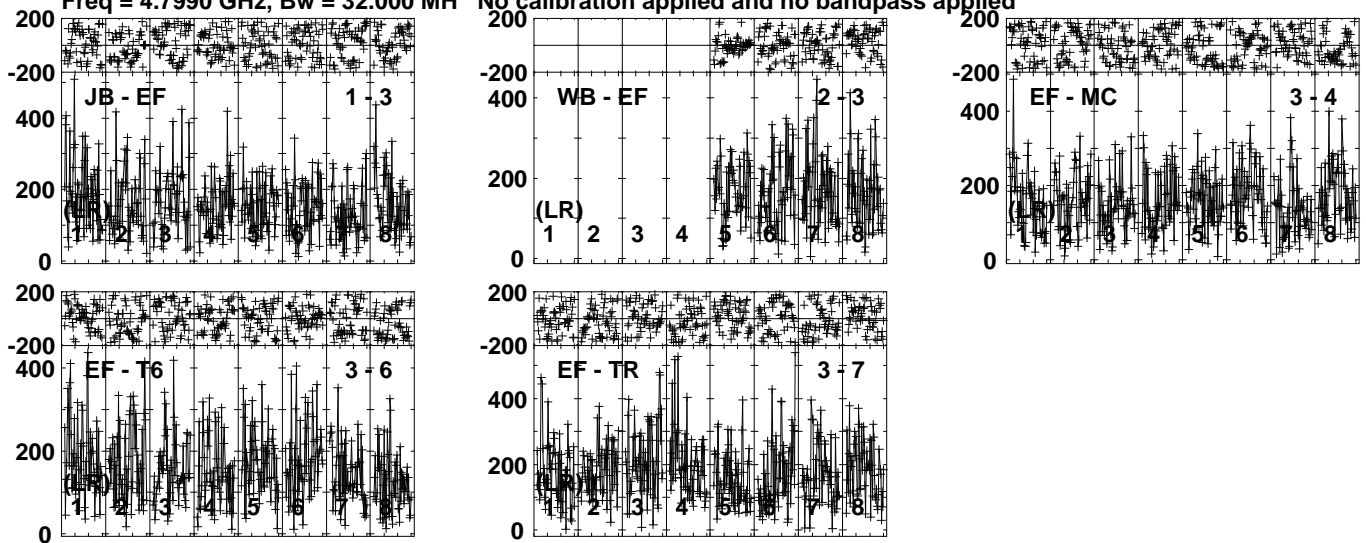 Freq = 4.7990 GHz, Bw = 32.000 MH No calibration applied and no bandpass applied
200
-200
JB - EF 1 - 3
400
200
(LR)
1 2 3 4 5 6 7 8
0
200
-200
WB - EF 2 - 3
400
200
(LR)
1 2 3 4 5 6 7 8
0
200
-200
EF - MC 3 - 4
400
200
(LR)
1 2 3 4 5 6 7 8
0
200
-200
EF - T6 3 - 6
400
200
(LR)
1 2 3 4 5 6 7 8
0
200
-200
EF - TR 3 - 7
400
200
(LR)
1 2 3 4 5 6 7 8
0